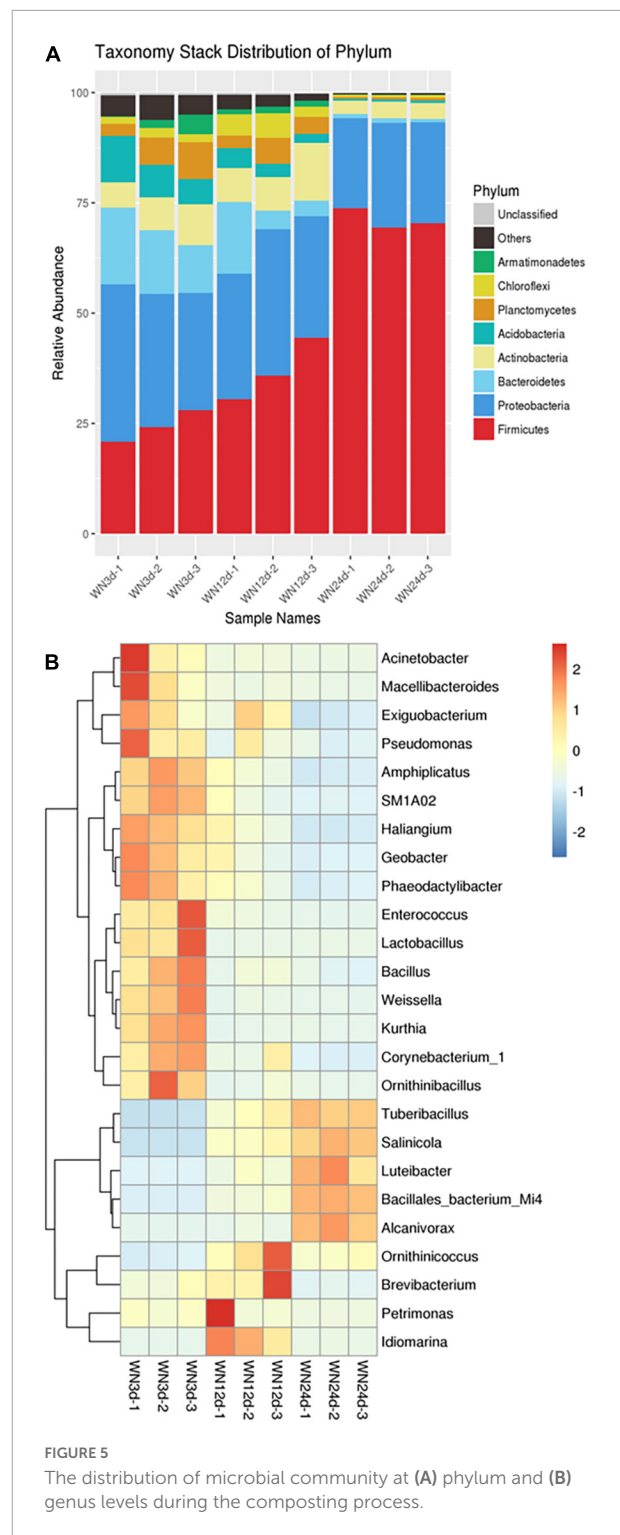 A
Taxonomy Stack Distribution of Phylum
100
75
50
25
0
Relative Abundance
WN3d-1
WN3d-2
WN3d-3
WN12d-1
WN12d-2
WN12d-3
WN24d-1
WN24d-2
WN24d-3
Sample Names
Phylum
Unclassified
Others
Armatimonadetes
Chloroflexi
Planctomycetes
Acidobacteria
Actinobacteria
Bacteroidetes
Proteobacteria
Firmicutes
B
Acinetobacter
Macellibacteroides
Exiguobacterium
Pseudomonas
Amphiplicatus
SM1A02
Haliangium
Geobacter
Phaeodactylibacter
Enterococcus
Lactobacillus
Bacillus
Weissella
Kurthia
Corynebacterium_1
Ornithinibacillus
Tuberibacillus
Salinicola
Luteibacter
Bacillales_bacterium_Mi4
Alcanivorax
Ornithinicoccus
Brevibacterium
Petrimonas
Idiomarina
2
1
0
-1
-2
WN3d-1
WN3d-2
WN3d-3
WN12d-1
WN12d-2
WN12d-3
WN24d-1
WN24d-2
WN24d-3
FIGURE 5
The distribution of microbial community at (A) phylum and (B)
genus levels during the composting process.